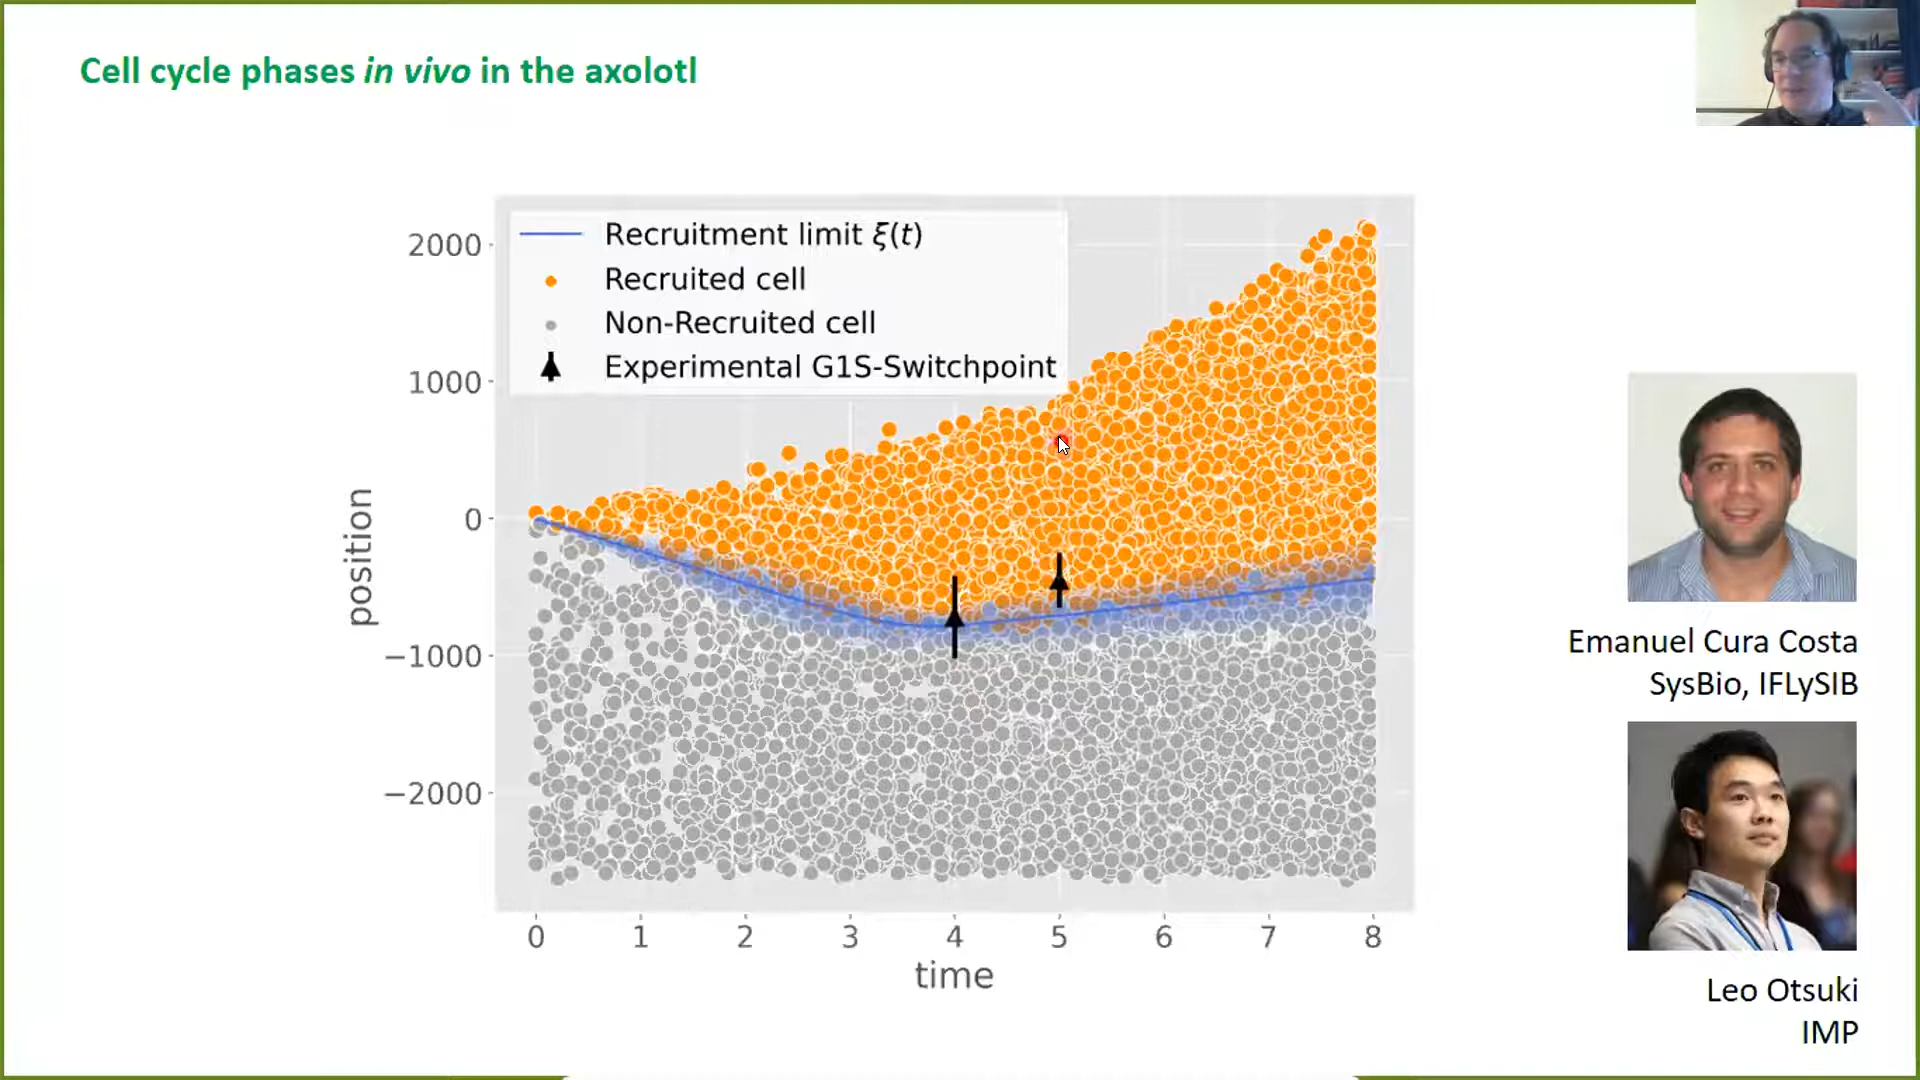 Cell cycle phases in vivo in the axolotl
Recruitment limit ξ(t)
Recruited cell
Non-Recruited cell
Experimental G1S-Switchpoint
2000
1000
0
−1000
−2000
position
0 1 2 3 4 5 6 7 8
time
Emanuel Cura Costa
SysBio, IFLySIB
Leo Otsuki
IMP